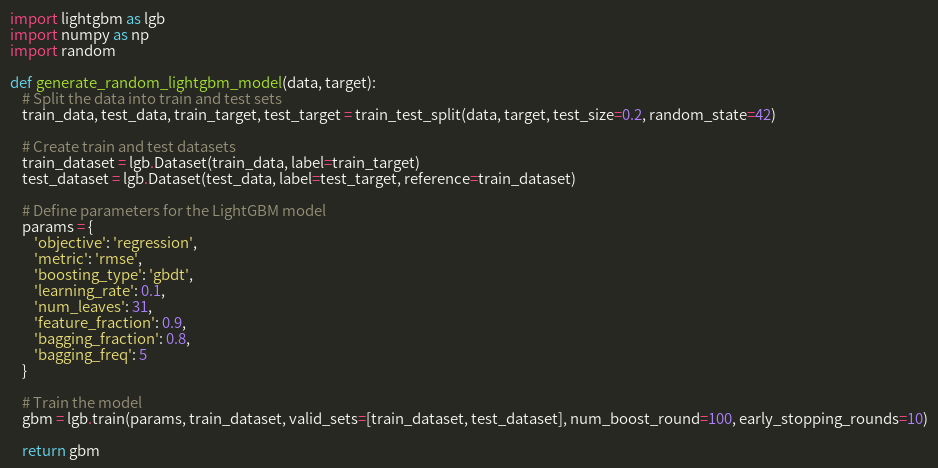 import lightgbm as lgb
import numpy as np
import random
def generate_random_lightgbm_model(data, target):
# Split the data into train and test sets
train_data, test_data, train_target, test_target = train_test_split(data, target, test_size=0.2, random_state=42)
# Create train and test datasets
train_dataset = lgb.Dataset(train_data, label=train_target)
test_dataset = lgb.Dataset(test_data, label=test_target, reference=train_dataset)
# Define parameters for the LightGBM model
params = {
'objective': 'regression',
'metric': 'rmse',
'boosting_type': 'gbdt',
'learning_rate': 0.1,
'num_leaves': 31,
'feature_fraction': 0.9,
'bagging_fraction': 0.8,
'bagging_freq': 5
}
# Train the model
gbm = lgb.train(params, train_dataset, valid_sets=[train_dataset, test_dataset], num_boost_round=100, early_stopping_rounds=10)
return gbm